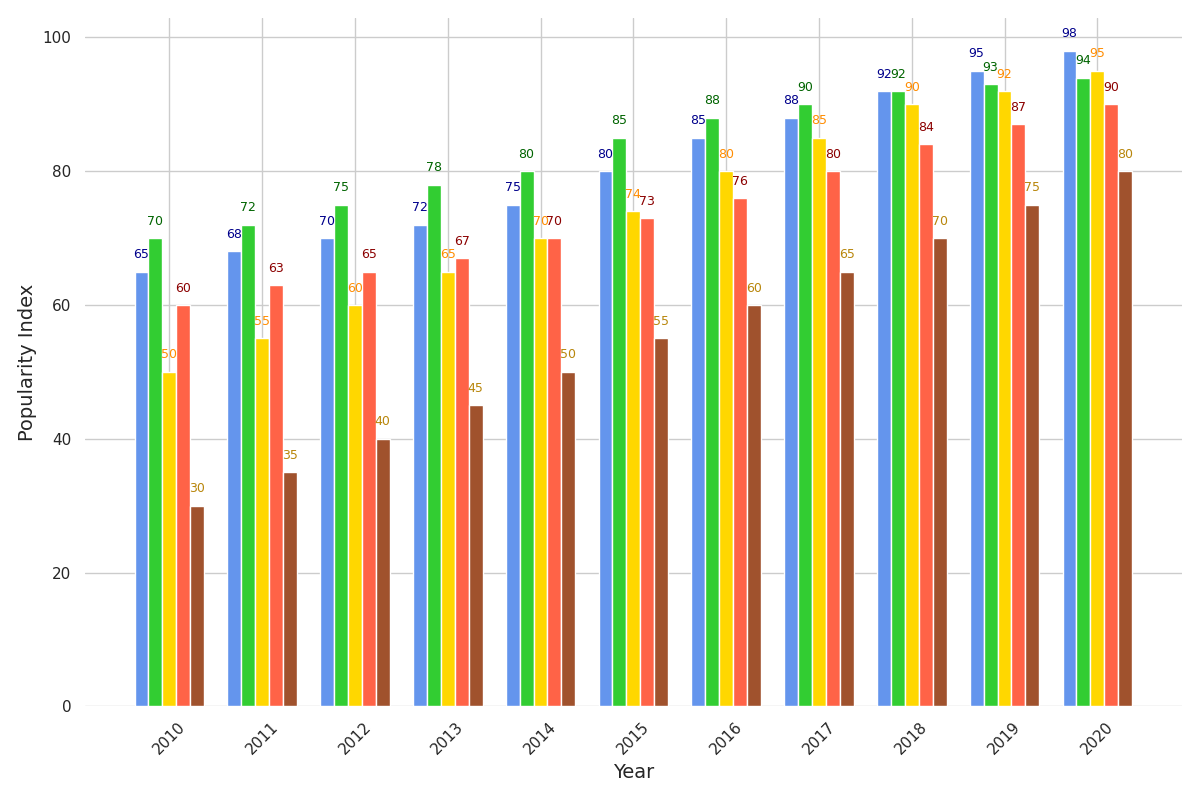 Popularity Index
100
80
60
40
20
0
65 70 50 60 30
68 72 55 63 35
70 75 60 65 40
72 78 65 67 45
75 80 70 70 50
80 85 74 73 55
85 88 80 76 60
88 90 85 80 65
92 92 90 84 70
95 93 92 87 75
98 94 95 90 80
2010 2011 2012 2013 2014 2015 2016 2017 2018 2019 2020
Year